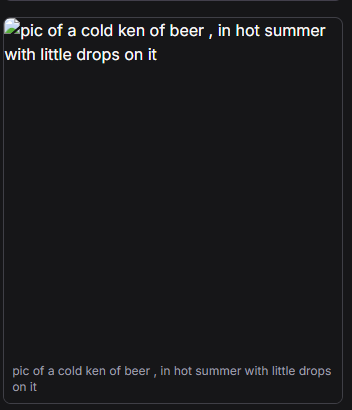 pic of a cold ken of beer , in hot summer
with little drops on it
pic of a cold ken of beer , in hot summer with little drops
on it